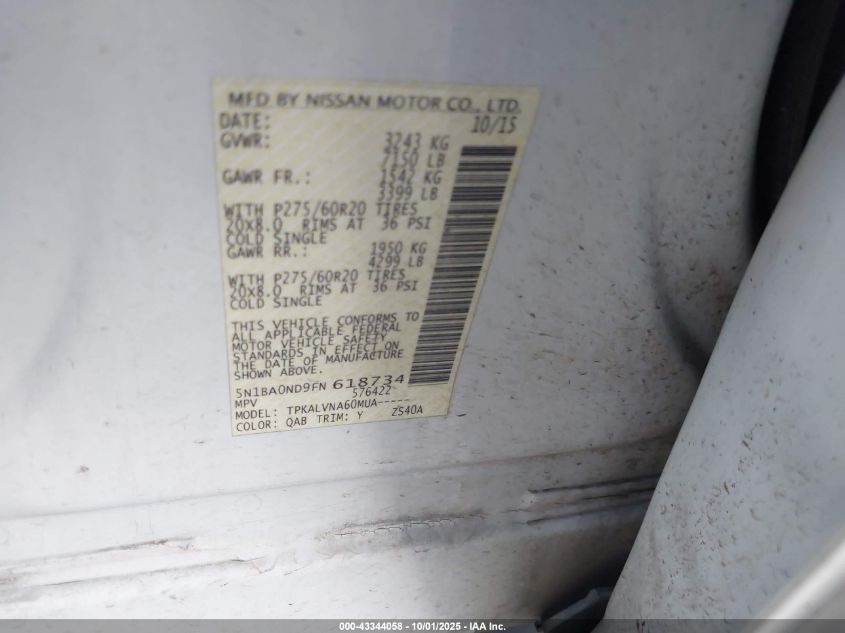 MFD BY NISSAN MOTOR CO., LTD.
DATE: 10/15
GVWR: 3243 KG
7150 LB
GAWR FR.: 1542 KG
3399 LB
WITH P275/60R20 TIRES
20X8.0 RIMS AT 36 PSI
COLD SINGLE
GAWR RR.: 1950 KG
4299 LB
WITH P275/60R20 TIRES
20X8.0 RIMS AT 36 PSI
COLD SINGLE
THIS VEHICLE CONFORMS TO
ALL APPLICABLE FEDERAL
MOTOR VEHICLE SAFETY
STANDARDS IN EFFECT ON
THE DATE OF MANUFACTURE
SHOWN ABOVE.
5N1BA0ND9FN 618734
MPV 576422
MODEL: TPKALVNA60MUA-----
COLOR: QAB TRIM: Y Z540A
000-43344058 - 10/01/2025 - IAA Inc.